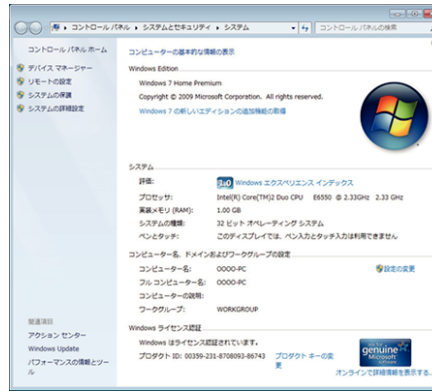 コントロール パネル ▸ システムとセキュリティ ▸ システム
コントロール パネルの検索
コントロール パネル ホーム
デバイス マネージャー
リモートの設定
システムの保護
システムの詳細設定
コンピューターの基本的な情報の表示
Windows Edition
Windows 7 Home Premium
Copyright © 2009 Microsoft Corporation. All rights reserved.
Windows 7 の新しいエディションの追加機能の取得
システム
評価:
Windows エクスペリエンス インデックス
プロセッサ: Intel(R) Core(TM)2 Duo CPU E6550 @ 2.33GHz 2.33 GHz
実装メモリ (RAM): 1.00 GB
システムの種類: 32 ビット オペレーティング システム
ペンとタッチ: このディスプレイでは、ペン入力とタッチ入力は利用できません
コンピューター名、ドメインおよびワークグループの設定
コンピューター名: OOOO-PC
設定の変更
フル コンピューター名: OOOO-PC
コンピューターの説明:
ワークグループ: WORKGROUP
Windows ライセンス認証
Windows はライセンス認証されています。
プロダクト ID: 00359-231-8708093-86743
プロダクト キーの変
更
genuine
Microsoft
オンラインで詳細情報を表示する...
関連項目
アクション センター
Windows Update
パフォーマンスの情報とツー
ル